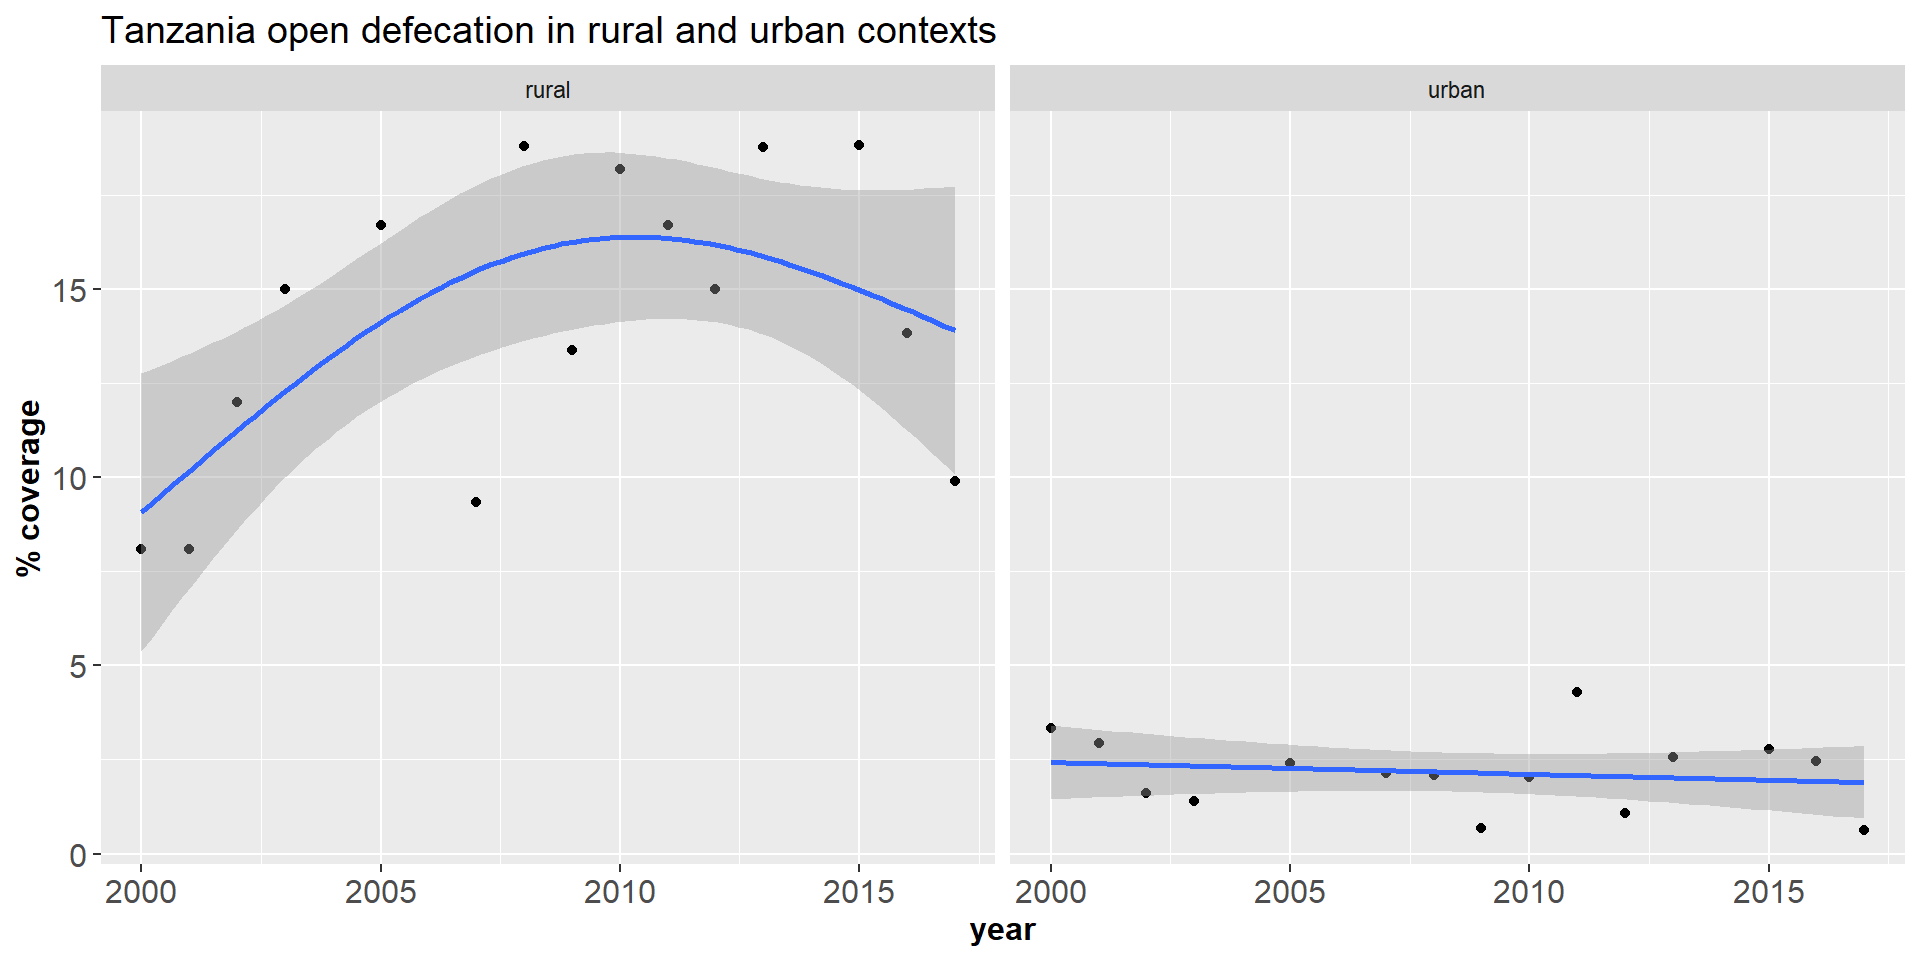 Tanzania open defecation in rural and urban contexts
rural
urban
% coverage
15
10
5
0
2000 2005 2010 2015
2000 2005 2010 2015
year